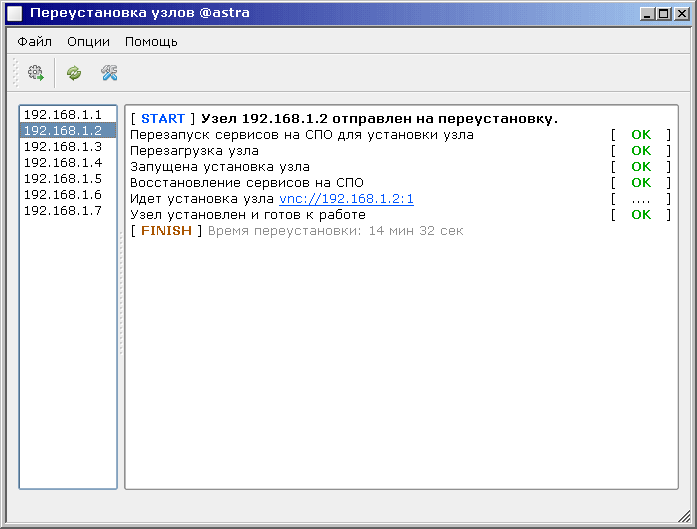 Переустановка узлов @astra
Файл Опции Помощь
192.168.1.1
192.168.1.2
192.168.1.3
192.168.1.4
192.168.1.5
192.168.1.6
192.168.1.7
[ START ] Узел 192.168.1.2 отправлен на переустановку.
Перезапуск сервисов на СПО для установки узла [ OK ]
Перезагрузка узла [ OK ]
Запущена установка узла [ OK ]
Восстановление сервисов на СПО [ OK ]
Идет установка узла vnc://192.168.1.2:1 [ .... ]
Узел установлен и готов к работе [ OK ]
[ FINISH ] Время переустановки: 14 мин 32 сек